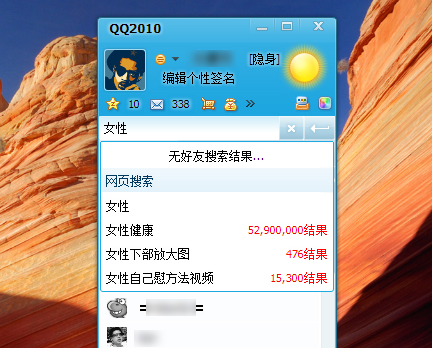 QQ2010
[隐身]
编辑个性签名
10 338
女性
无好友搜索结果...
网页搜索
女性
女性健康 52,900,000结果
女性下部放大图 476结果
女性自己慰方法视频 15,300结果
= =